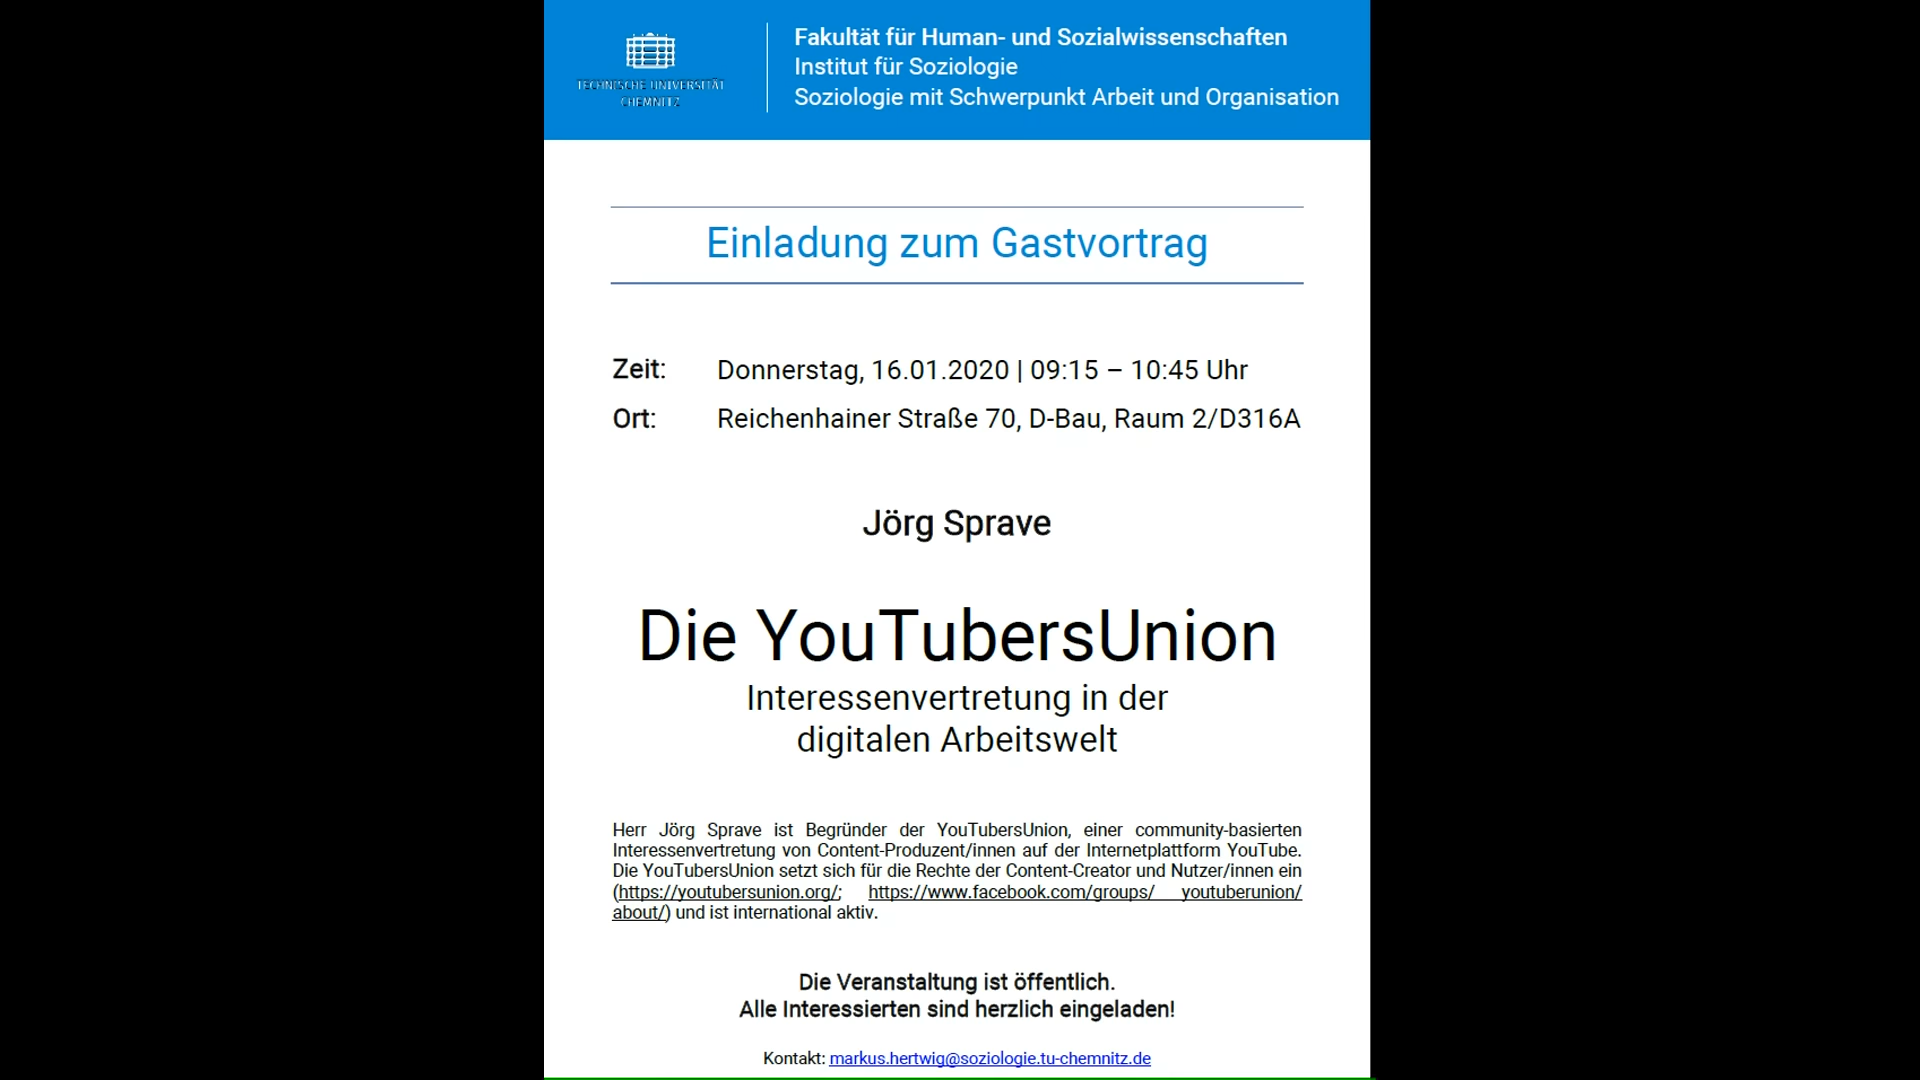 TECHNISCHE UNIVERSITÄT
CHEMNITZ
Fakultät für Human- und Sozialwissenschaften
Institut für Soziologie
Soziologie mit Schwerpunkt Arbeit und Organisation
Einladung zum Gastvortrag
Zeit: Donnerstag, 16.01.2020 | 09:15 – 10:45 Uhr
Ort: Reichenhainer Straße 70, D-Bau, Raum 2/D316A
Jörg Sprave
Die YouTubersUnion
Interessenvertretung in der
digitalen Arbeitswelt
Herr Jörg Sprave ist Begründer der YouTubersUnion, einer community-basierten
Interessenvertretung von Content-Produzent/innen auf der Internetplattform YouTube.
Die YouTubersUnion setzt sich für die Rechte der Content-Creator und Nutzer/innen ein
(https://youtubersunion.org/; https://www.facebook.com/groups/ youtuberunion/
about/) und ist international aktiv.
Die Veranstaltung ist öffentlich.
Alle Interessierten sind herzlich eingeladen!
Kontakt: markus.hertwig@soziologie.tu-chemnitz.de